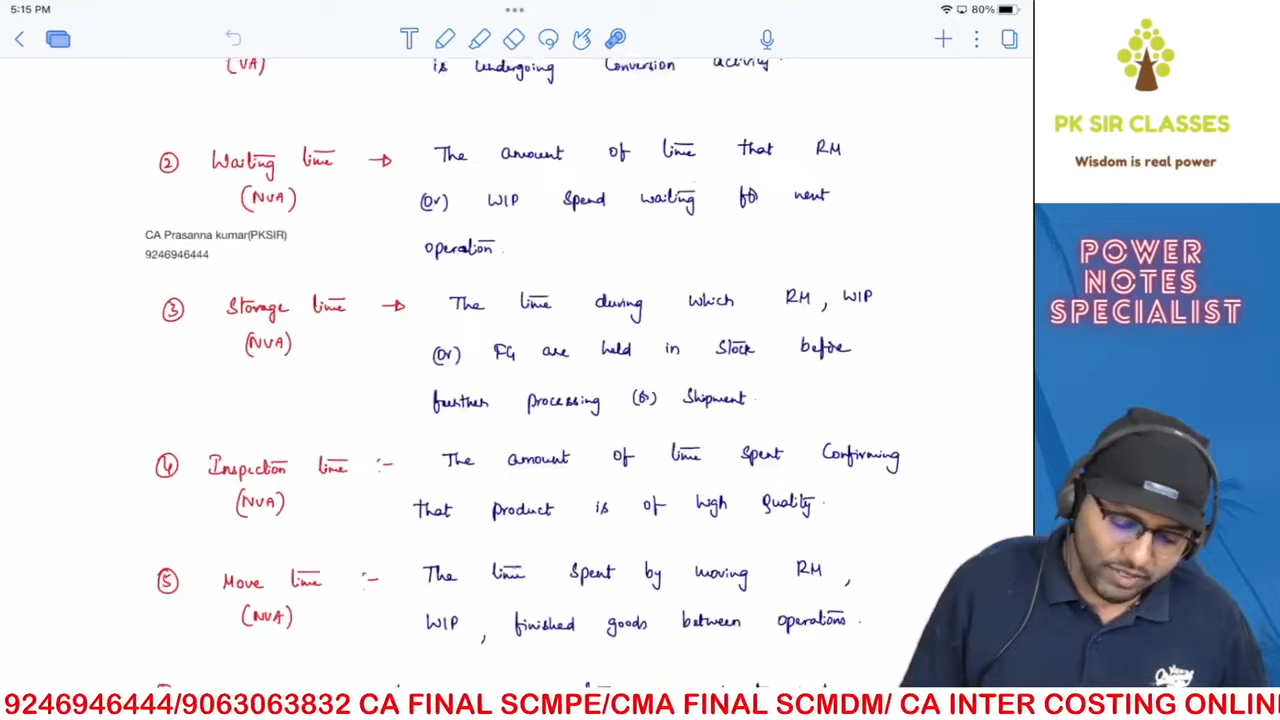 5:15 PM
80%
(VA) is undergoing Conversion activity.
② Waiting time → The amount of time that RM
(NVA) (or) WIP Spend waiting for next
operation.
CA Prasanna kumar(PKSIR)
9246946444
③ Storage time → The time during which RM, WIP
(NVA) (or) FG are held in Stock before
further processing (or) Shipment.
④ Inspection time :- The amount of time spent Confirming
(NVA) that product is of high Quality.
⑤ Move time :- The time spent by moving RM,
(NVA) WIP, finished goods between operations.
PK SIR CLASSES
Wisdom is real power
POWER
NOTES
SPECIALIST
9246946444/9063063832 CA FINAL SCMPE/CMA FINAL SCMDM/ CA INTER COSTING ONLIN